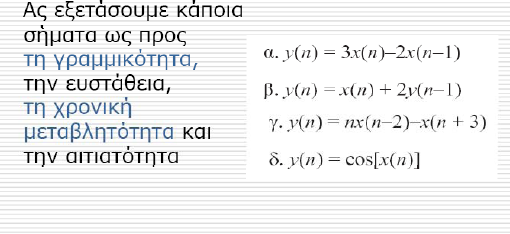 Ας εξετάσουμε κάποια
σήματα ως προς
τη γραμμικότητα,
την ευστάθεια,
τη χρονική
μεταβλητότητα και
την αιτιατότητα
α. y(n) = 3x(n)–2x(n–1)
β. y(n) = x(n) + 2y(n–1)
γ. y(n) = nx(n–2)–x(n + 3)
δ. y(n) = cos[x(n)]